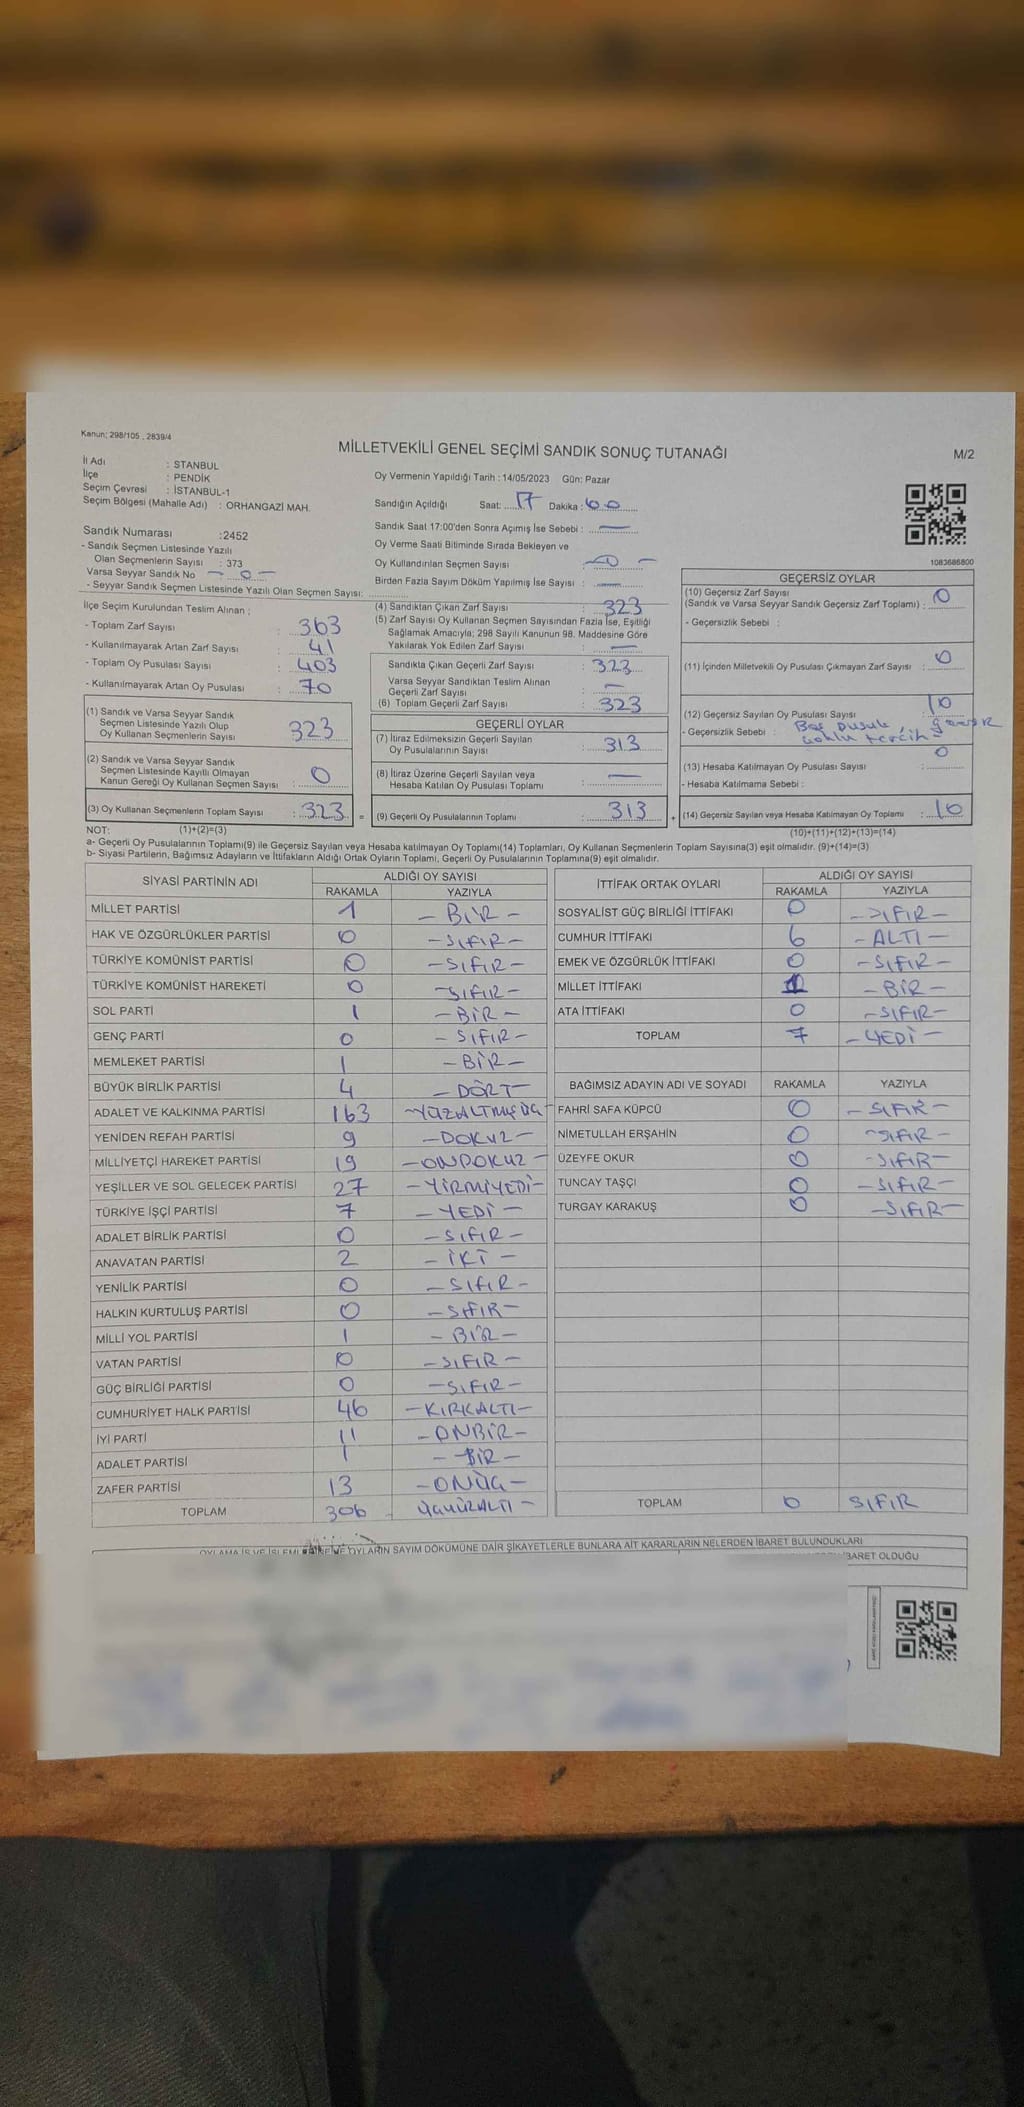 Kanun: 298/105 , 2839/4
MİLLETVEKİLİ GENEL SEÇİMİ SANDIK SONUÇ TUTANAĞI
M/2
İl Adı : STANBUL
İlçe : PENDİK
Seçim Çevresi : İSTANBUL-1
Seçim Bölgesi (Mahalle Adı) : ORHANGAZİ MAH.
Sandık Numarası :2452
- Sandık Seçmen Listesinde Yazılı
Olan Seçmenlerin Sayısı : 373
Varsa Seyyar Sandık No - 0 -
- Seyyar Sandık Seçmen Listesinde Yazılı Olan Seçmen Sayısı:
Oy Vermenin Yapıldığı Tarih : 14/05/2023 Gün: Pazar
Sandığın Açıldığı Saat: 17 Dakika: 00
Sandık Saat 17:00'den Sonra Açımış İse Sebebi : —
Oy Verme Saati Bitiminde Sırada Bekleyen ve
Oy Kullandırılan Seçmen Sayısı : -0-
Birden Fazla Sayım Döküm Yapılmış İse Sayısı : —
1083686800
İlçe Seçim Kurulundan Teslim Alınan ;
- Toplam Zarf Sayısı : 363
- Kullanılmayarak Artan Zarf Sayısı : 41
- Toplam Oy Pusulası Sayısı : 403
- Kullanılmayarak Artan Oy Pusulası : 70
(1) Sandık ve Varsa Seyyar Sandık
Seçmen Listesinde Yazılı Olup
Oy Kullanan Seçmenlerin Sayısı 323
(2) Sandık ve Varsa Seyyar Sandık
Seçmen Listesinde Kayıtlı Olmayan
Kanun Gereği Oy Kullanan Seçmen Sayısı : 0
(3) Oy Kullanan Seçmenlerin Toplam Sayısı : 323 =
(4) Sandıktan Çıkan Zarf Sayısı : 323
(5) Zarf Sayısı Oy Kullanan Seçmen Sayısından Fazla İse, Eşitliği
Sağlamak Amacıyla; 298 Sayılı Kanunun 98. Maddesine Göre
Yakılarak Yok Edilen Zarf Sayısı : —
Sandıkta Çıkan Geçerli Zarf Sayısı : 323
Varsa Seyyar Sandıktan Teslim Alınan
Geçerli Zarf Sayısı : —
(6) Toplam Geçerli Zarf Sayısı : 323
GEÇERLİ OYLAR
(7) İtiraz Edilmeksizin Geçerli Sayılan
Oy Pusulalarının Sayısı : 313
(8) İtiraz Üzerine Geçerli Sayılan veya
Hesaba Katılan Oy Pusulası Toplamı : —
(9) Geçerli Oy Pusulalarının Toplamı : 313 +
GEÇERSİZ OYLAR
(10) Geçersiz Zarf Sayısı
(Sandık ve Varsa Seyyar Sandık Geçersiz Zarf Toplamı) : 0
- Geçersizlik Sebebi :
(11) İçinden Milletvekili Oy Pusulası Çıkmayan Zarf Sayısı : 0
(12) Geçersiz Sayılan Oy Pusulası Sayısı : 10
- Geçersizlik Sebebi : Boş pusula,
çoklu tercih
(13) Hesaba Katılmayan Oy Pusulası Sayısı : 0
- Hesaba Katılmama Sebebi :
(14) Geçersiz Sayılan veya Hesaba Katılmayan Oy Toplamı : 10
NOT: (1)+(2)=(3)
(10)+(11)+(12)+(13)=(14)
a- Geçerli Oy Pusulalarının Toplamı(9) ile Geçersiz Sayılan veya Hesaba katılmayan Oy Toplamı(14) Toplamları, Oy Kullanan Seçmenlerin Toplam Sayısına(3) eşit olmalıdır. (9)+(14)=(3)
b- Siyasi Partilerin, Bağımsız Adayların ve İttifakların Aldığı Ortak Oyların Toplamı, Geçerli Oy Pusulalarının Toplamına(9) eşit olmalıdır.
SİYASİ PARTİNİN ADI ALDIĞI OY SAYISI
RAKAMLA YAZIYLA
MİLLET PARTİSİ 1 -BİR-
HAK VE ÖZGÜRLÜKLER PARTİSİ 0 -SIFIR-
TÜRKİYE KOMÜNİST PARTİSİ 0 -SIFIR-
TÜRKİYE KOMÜNİST HAREKETİ 0 -SIFIR-
SOL PARTİ 1 -BİR-
GENÇ PARTİ 0 -SIFIR-
MEMLEKET PARTİSİ 1 -BİR-
BÜYÜK BİRLİK PARTİSİ 4 -DÖRT-
ADALET VE KALKINMA PARTİSİ 163 -YÜZALTMIŞÜÇ-
YENİDEN REFAH PARTİSİ 9 -DOKUZ-
MİLLİYETÇİ HAREKET PARTİSİ 19 -ONDOKUZ-
YEŞİLLER VE SOL GELECEK PARTİSİ 27 -YİRMİYEDİ-
TÜRKİYE İŞÇİ PARTİSİ 7 -YEDİ-
ADALET BİRLİK PARTİSİ 0 -SIFIR-
ANAVATAN PARTİSİ 2 -İKİ-
YENİLİK PARTİSİ 0 -SIFIR-
HALKIN KURTULUŞ PARTİSİ 0 -SIFIR-
MİLLİ YOL PARTİSİ 1 -BİR-
VATAN PARTİSİ 0 -SIFIR-
GÜÇ BİRLİĞİ PARTİSİ 0 -SIFIR-
CUMHURİYET HALK PARTİSİ 46 -KIRKALTI-
İYİ PARTİ 11 -ONBİR-
ADALET PARTİSİ 1 -BİR-
ZAFER PARTİSİ 13 -ONÜÇ-
TOPLAM 306 ÜÇYÜZALTI-
İTTİFAK ORTAK OYLARI ALDIĞI OY SAYISI
RAKAMLA YAZIYLA
SOSYALİST GÜÇ BİRLİĞİ İTTİFAKI 0 -SIFIR-
CUMHUR İTTİFAKI 6 -ALTI-
EMEK VE ÖZGÜRLÜK İTTİFAKI 0 -SIFIR-
MİLLET İTTİFAKI 1 -BİR-
ATA İTTİFAKI 0 -SIFIR-
TOPLAM 7 -YEDİ-
BAĞIMSIZ ADAYIN ADI VE SOYADI RAKAMLA YAZIYLA
FAHRİ SAFA KÜPCÜ 0 -SIFIR-
NİMETULLAH ERŞAHİN 0 -SIFIR-
ÜZEYFE OKUR 0 -SIFIR-
TUNCAY TAŞÇI 0 -SIFIR-
TURGAY KARAKUŞ 0 -SIFIR-
TOPLAM 0 SIFIR
OYLAMA İŞ VE İŞLEMLERİNE VE OYLARIN SAYIM DÖKÜMÜNE DAİR ŞİKAYETLERLE BUNLARA AİT KARARLARIN NELERDEN İBARET BULUNDUKLARI
İBARET OLDUĞU